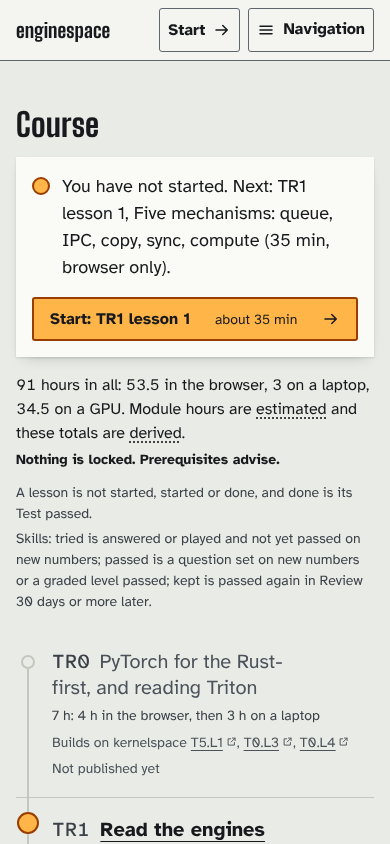 enginespace
Start →
Navigation
Course
You have not started. Next: TR1
lesson 1, Five mechanisms: queue,
IPC, copy, sync, compute (35 min,
browser only).
Start: TR1 lesson 1 about 35 min →
91 hours in all: 53.5 in the browser, 3 on a laptop,
34.5 on a GPU. Module hours are estimated and
these totals are derived.
Nothing is locked. Prerequisites advise.
A lesson is not started, started or done, and done is its
Test passed.
Skills: tried is answered or played and not yet passed on
new numbers; passed is a question set on new numbers
or a graded level passed; kept is passed again in Review
30 days or more later.
TR0 PyTorch for the Rust-
first, and reading Triton
7 h: 4 h in the browser, then 3 h on a laptop
Builds on kernelspace T5.L1, T0.L3, T0.L4
Not published yet
TR1 Read the engines